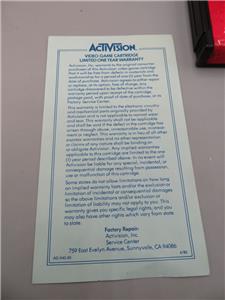 ACTIVISION
VIDEO GAME CARTRIDGE
LIMITED ONE YEAR WARRANTY
Activision, Inc. warrants to the original consumer
purchaser of this Activision video game cartridge
that it will be free from defects in materials and
workmanship for a period of one (1) year from the
date of purchase. Activision agrees to either repair
or replace, at its option, free of charge, any
cartridge discovered to be defective within the
warranty period upon receipt of the cartridge,
postage paid, with proof of date of purchase, at its
Factory Service Center.
This warranty is limited to the electronic circuitry
and mechanical parts originally provided by
Activision and is not applicable to normal wear
and tear. This warranty shall not be applicable
and shall be void if the defect in the cartridge has
arisen through abuse, unreasonable use, mistreat-
ment or neglect. This warranty is in lieu of all other
express warranties and no other representation
or claims of any nature shall be binding on
or obligate Activision. Any implied warranties
applicable to this cartridge are limited to the one
(1) year period described above. In no event will
Activision be liable for any special, incidental, or
consequential damage resulting from possession,
use or malfunction of this cartridge.
Some states do not allow limitations on how long
an implied warranty lasts and/or the exclusion or
limitation of incidental or consequential damages
so the above limitations and/or exclusion or
limitation of liability may not apply to you. This
warranty gives you specific legal rights, and you
may also have other rights which vary from state
to state.
Factory Repair:
Activision, Inc.
Service Center
759 East Evelyn Avenue, Sunnyvale, CA 94086